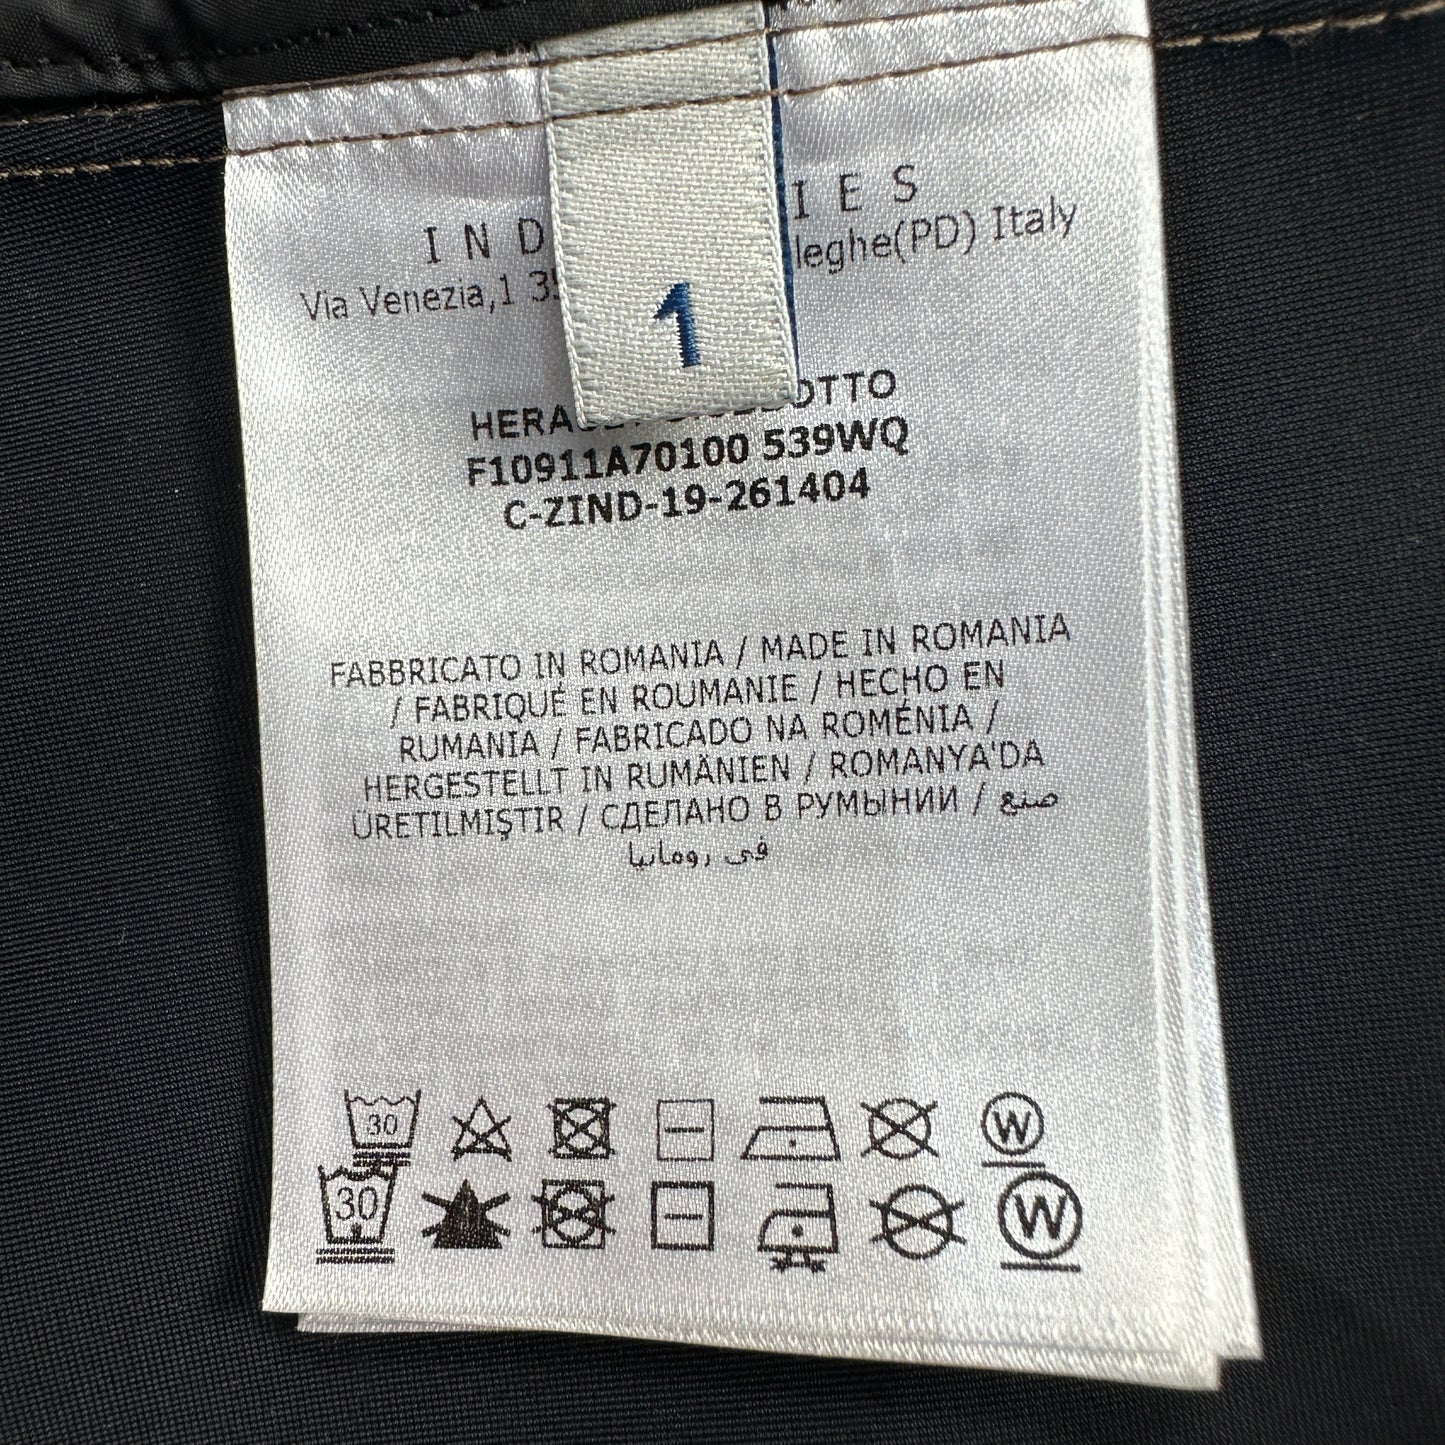 I N D I E S
Via Venezia,1 leghe(PD) Italy
1
OTTO
F10911A70100 539WQ
C-ZIND-19-261404
FABBRICATO IN ROMANIA / MADE IN ROMANIA
/ FABRIQUÉ EN ROUMANIE / HECHO EN
RUMANIA / FABRICADO NA ROMÉNIA /
HERGESTELLT IN RUMÄNIEN / ROMANYA'DA
ÜRETILMIŞTIR / СДЕЛАНО В РУМЫНИИ / صنع
في رومانيا
30 W
30 W